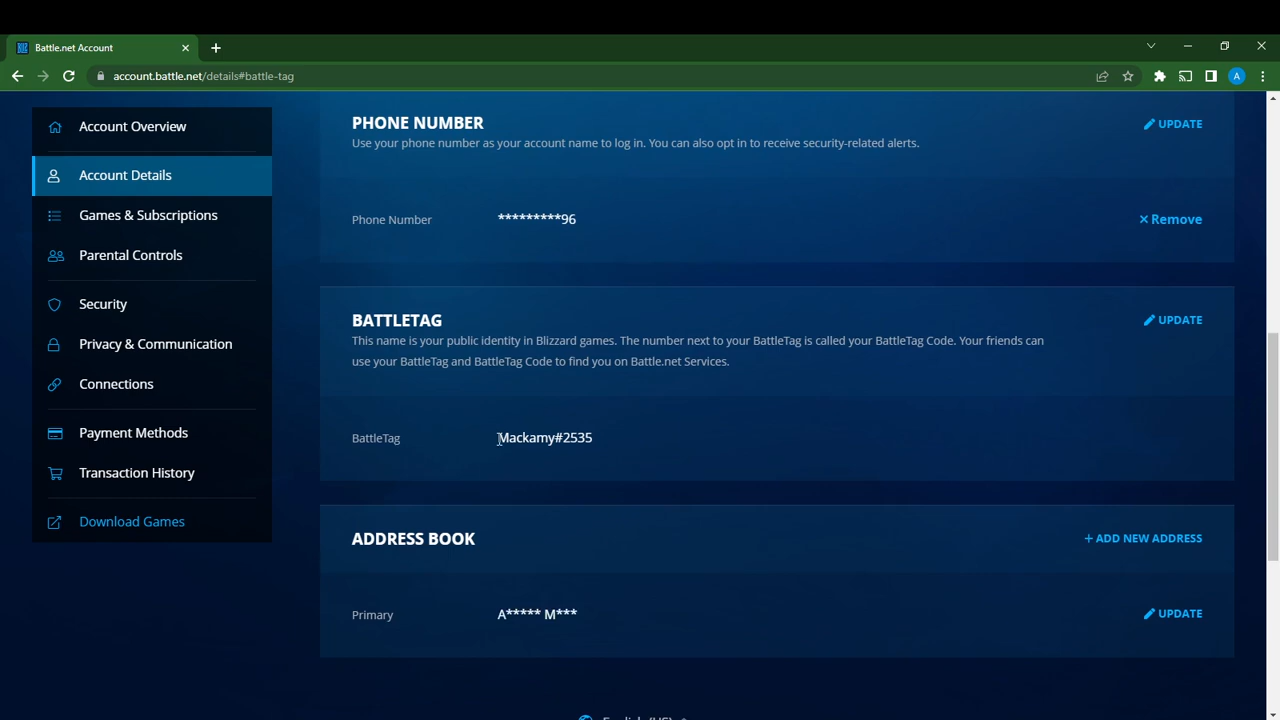 Battle.net Account
account.battle.net/details#battle-tag
A
Account Overview
Account Details
Games & Subscriptions
Parental Controls
Security
Privacy & Communication
Connections
Payment Methods
Transaction History
Download Games
PHONE NUMBER
UPDATE
Use your phone number as your account name to log in. You can also opt in to receive security-related alerts.
Phone Number *********96
Remove
BATTLETAG
UPDATE
This name is your public identity in Blizzard games. The number next to your BattleTag is called your BattleTag Code. Your friends can
use your BattleTag and BattleTag Code to find you on Battle.net Services.
BattleTag Mackamy#2535
ADDRESS BOOK
+ ADD NEW ADDRESS
Primary A***** M***
UPDATE
English (US)